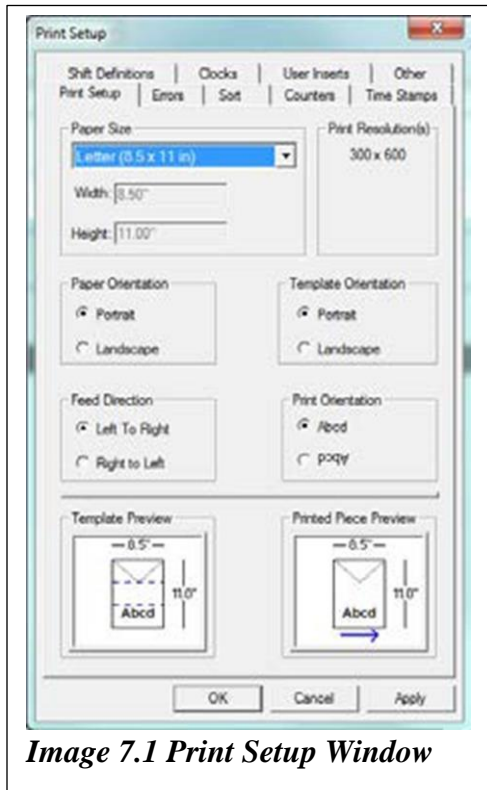 Print Setup
Shift Definitions Clocks User Inserts Other
Print Setup Errors Sort Counters Time Stamps
Paper Size
Letter (8.5 x 11 in)
Width: 8.50"
Height: 11.00"
Print Resolution(s)
300 x 600
Paper Orientation
Portrait
Landscape
Template Orientation
Portrait
Landscape
Feed Direction
Left To Right
Right to Left
Print Orientation
Abcd
Abcd
Template Preview
8.5"
11.0"
Abcd
Printed Piece Preview
8.5"
11.0"
Abcd
OK Cancel Apply
Image 7.1 Print Setup Window